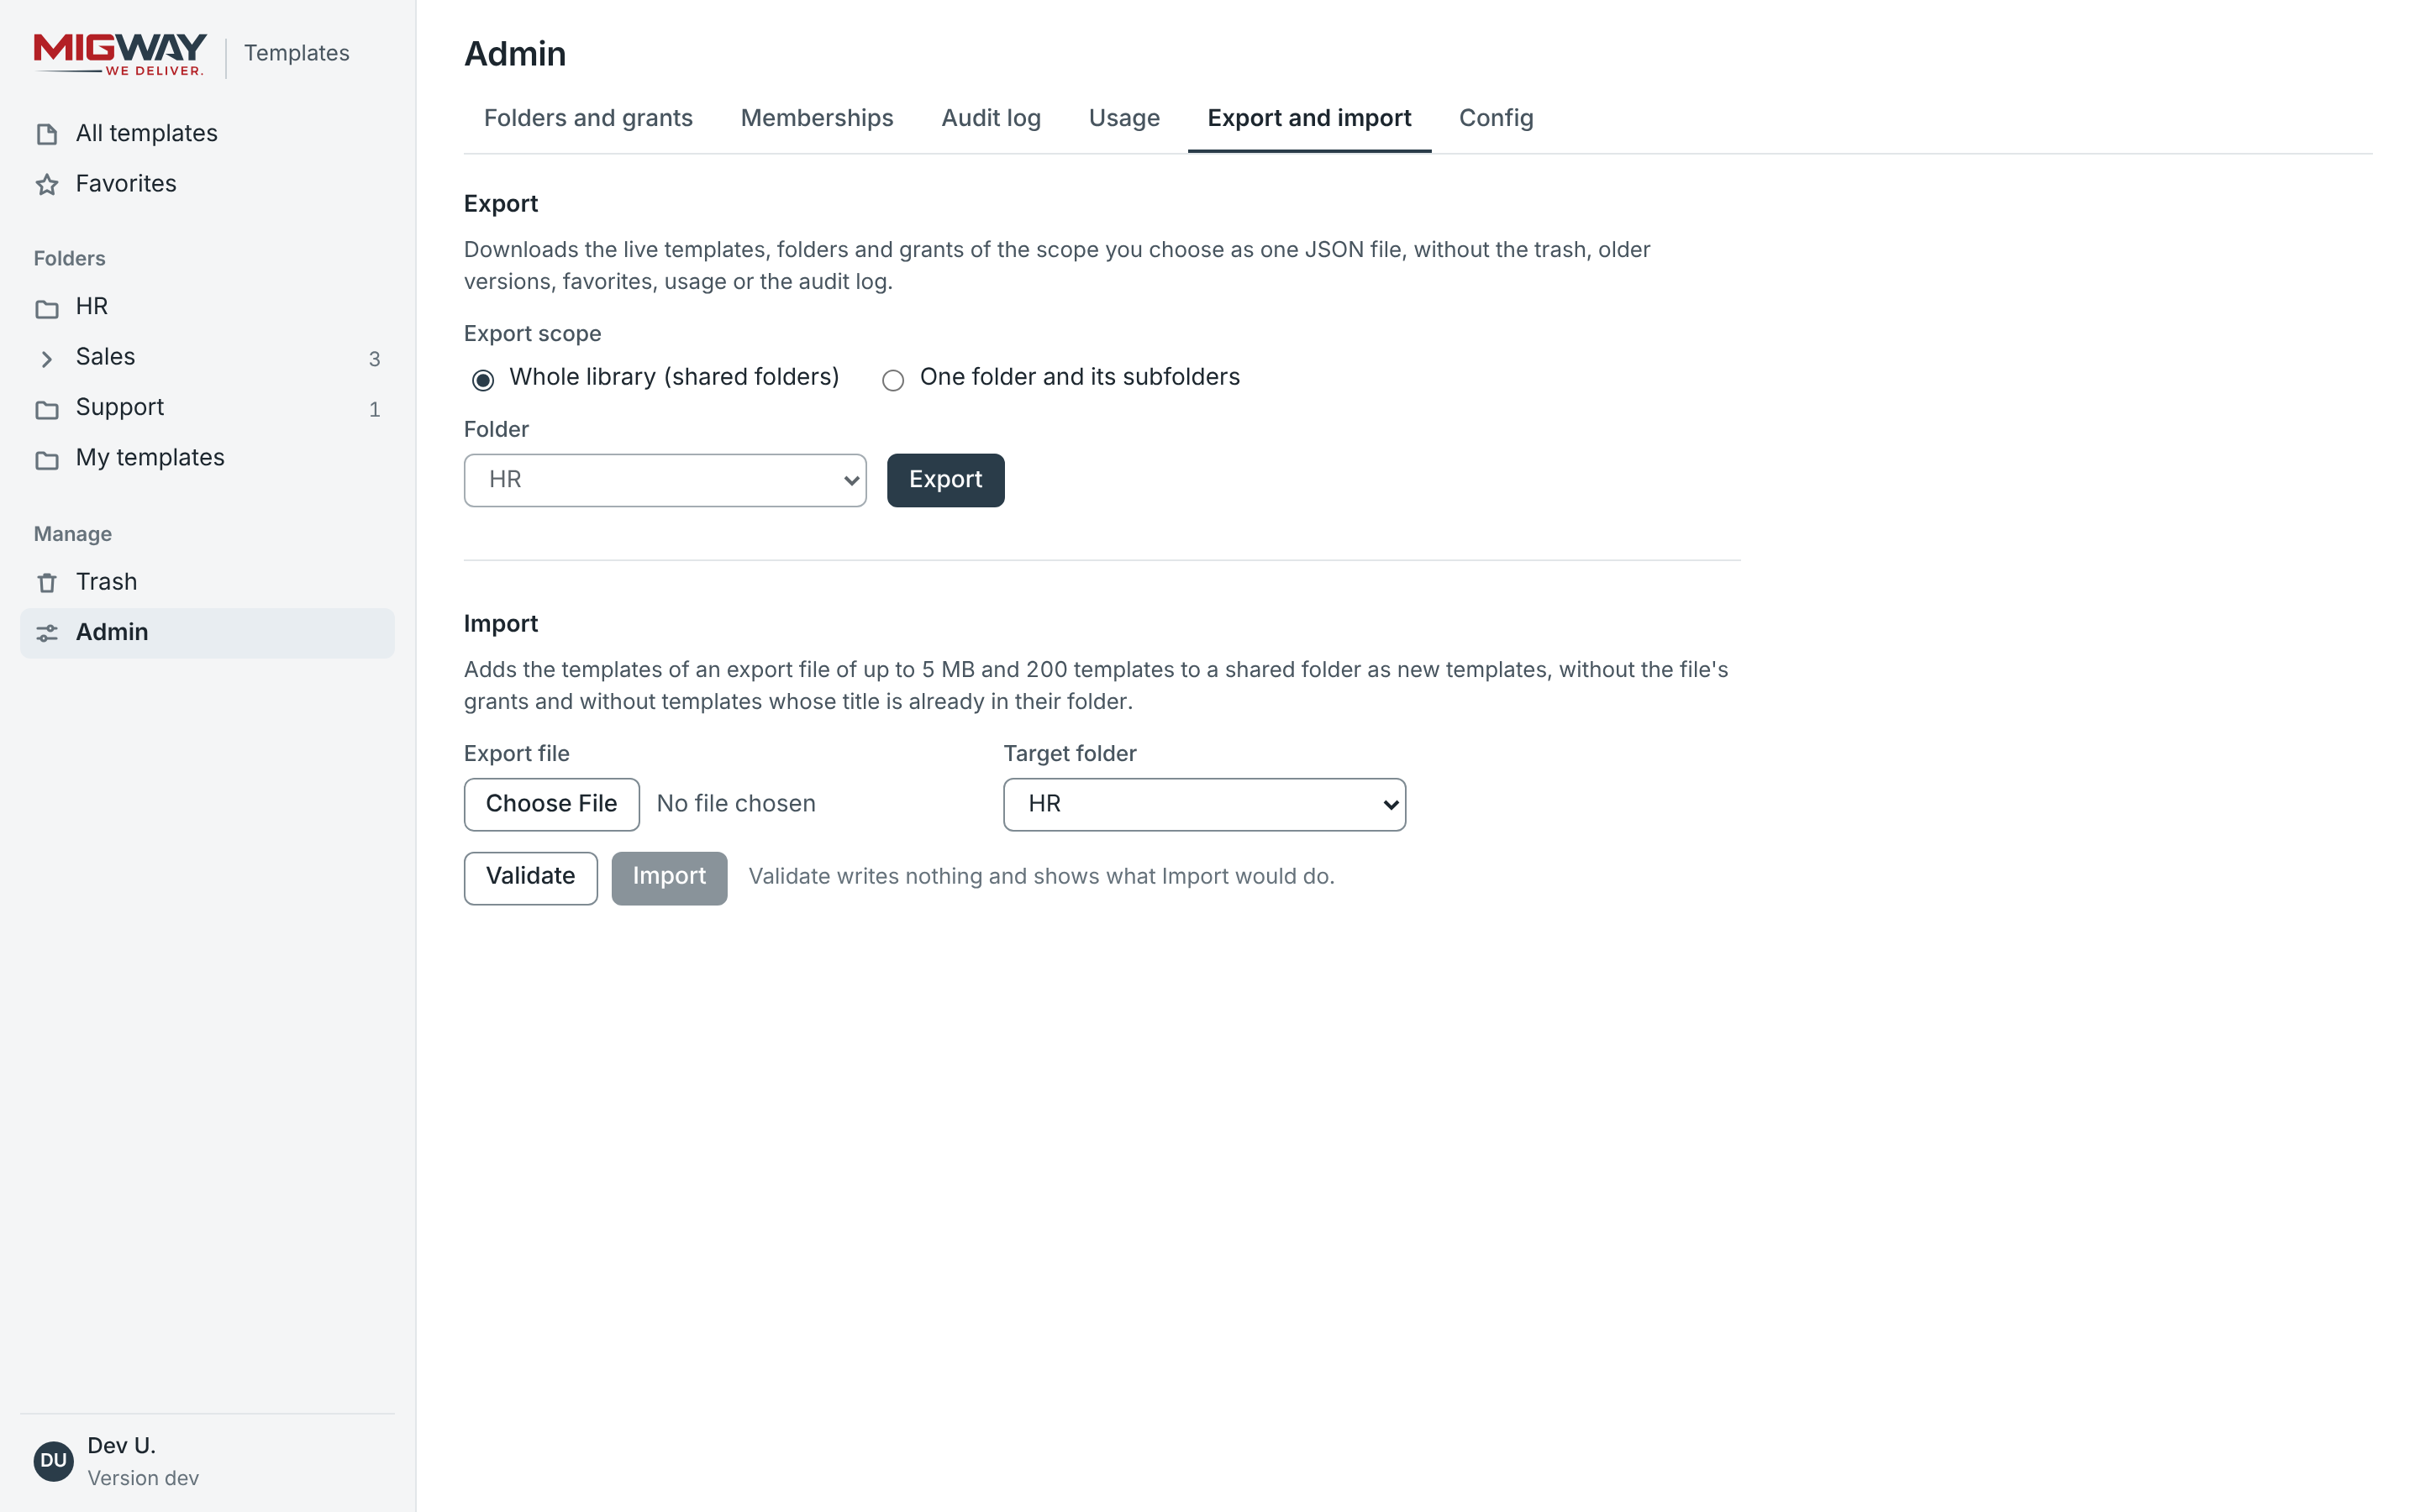 MIGWAY
WE DELIVER.
Templates
All templates
Favorites
Folders
HR
Sales 3
Support 1
My templates
Manage
Trash
Admin
DU
Dev U.
Version dev
Admin
Folders and grants Memberships Audit log Usage Export and import Config
Export
Downloads the live templates, folders and grants of the scope you choose as one JSON file, without the trash, older
versions, favorites, usage or the audit log.
Export scope
Whole library (shared folders) One folder and its subfolders
Folder
HR Export
Import
Adds the templates of an export file of up to 5 MB and 200 templates to a shared folder as new templates, without the file's
grants and without templates whose title is already in their folder.
Export file Target folder
Choose File No file chosen HR
Validate Import Validate writes nothing and shows what Import would do.